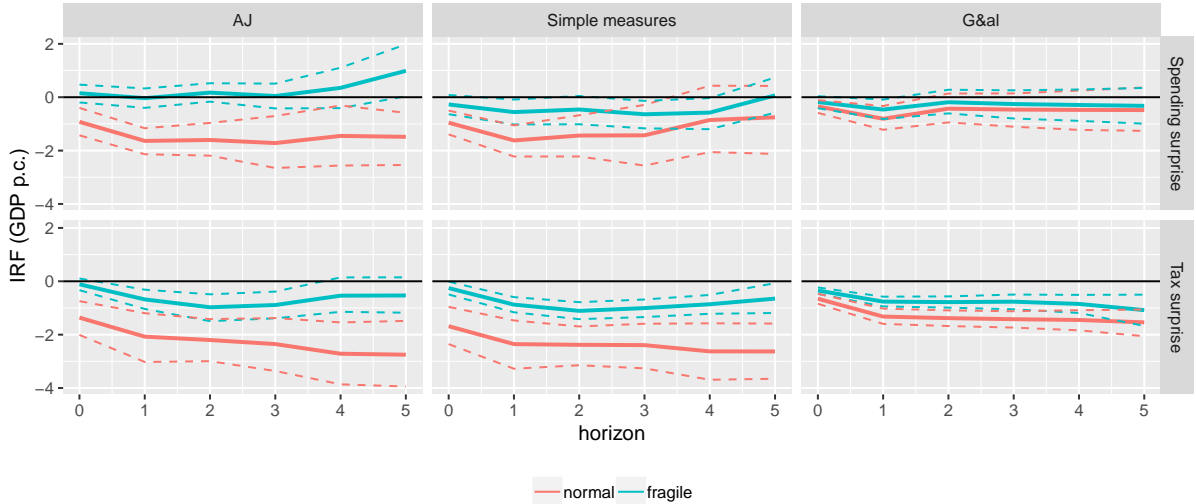 AJ
Simple measures
G&al
2
0
−2
−4
Spending surprise
2
0
−2
−4
Tax surprise
IRF (GDP p.c.)
0 1 2 3 4 5
0 1 2 3 4 5
0 1 2 3 4 5
horizon
normal fragile